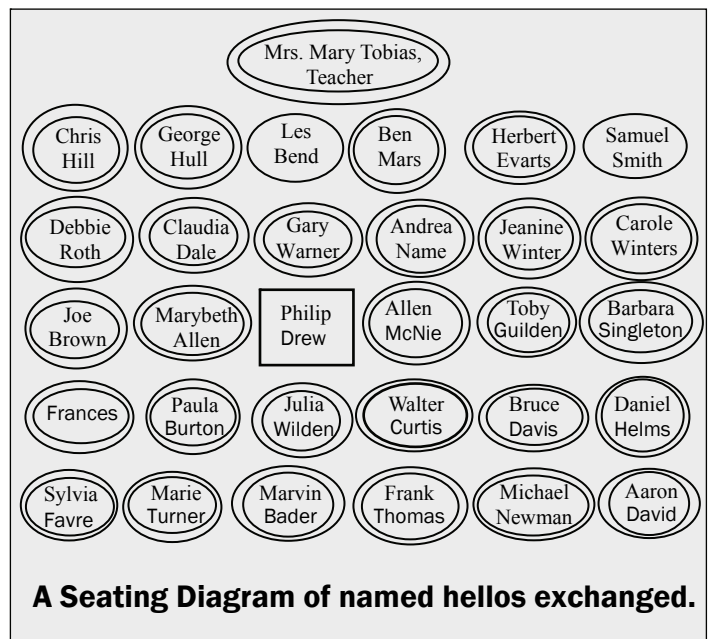 Mrs. Mary Tobias,
Teacher
Chris
Hill
George
Hull
Les
Bend
Ben
Mars
Herbert
Evarts
Samuel
Smith
Debbie
Roth
Claudia
Dale
Gary
Warner
Andrea
Name
Jeanine
Winter
Carole
Winters
Joe
Brown
Marybeth
Allen
Philip
Drew
Allen
McNie
Toby
Guilden
Barbara
Singleton
Frances
Paula
Burton
Julia
Wilden
Walter
Curtis
Bruce
Davis
Daniel
Helms
Sylvia
Favre
Marie
Turner
Marvin
Bader
Frank
Thomas
Michael
Newman
Aaron
David
A Seating Diagram of named hellos exchanged.